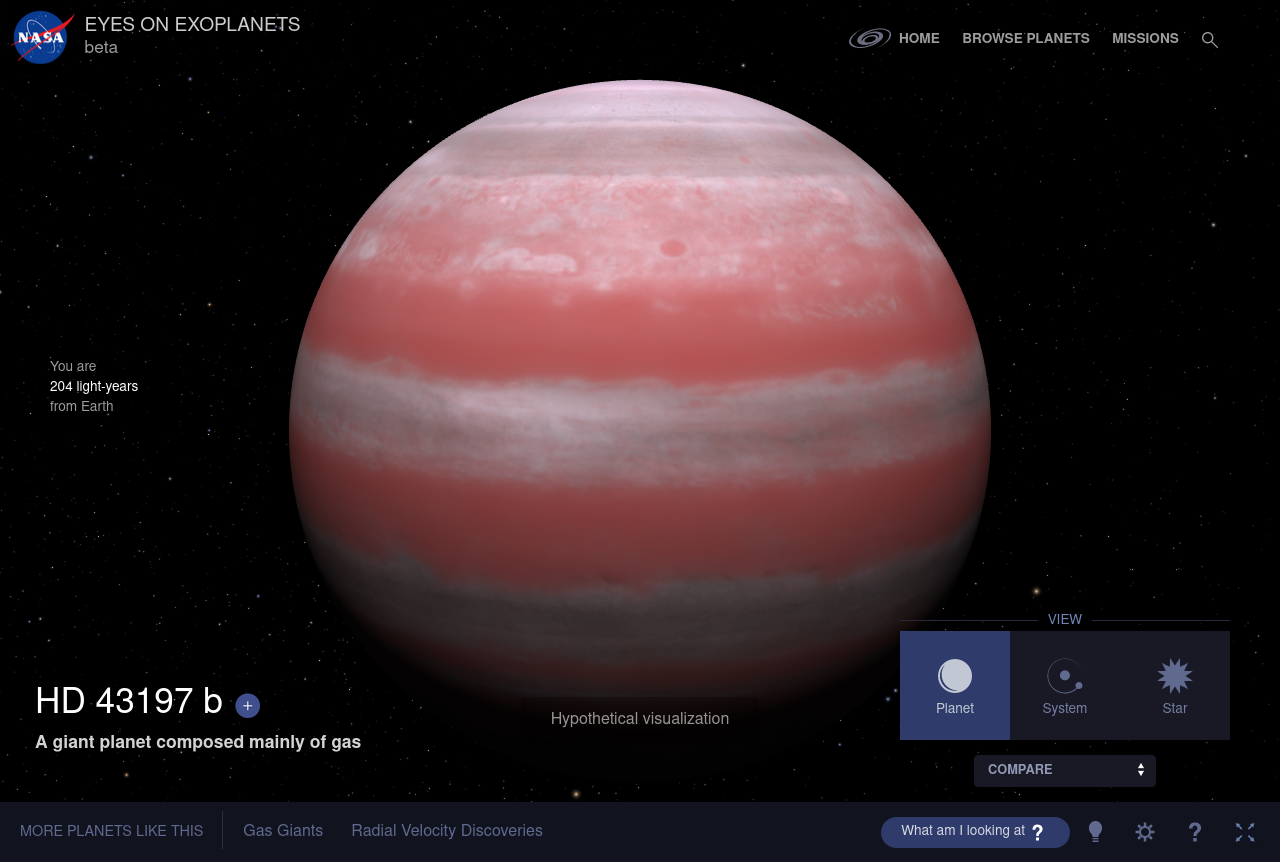 NASA
EYES ON EXOPLANETS
beta
HOME
BROWSE PLANETS
MISSIONS
You are
204 light-years
from Earth
HD 43197 b +
A giant planet composed mainly of gas
Hypothetical visualization
VIEW
Planet
System
Star
COMPARE
MORE PLANETS LIKE THIS
Gas Giants
Radial Velocity Discoveries
What am I looking at ?
?